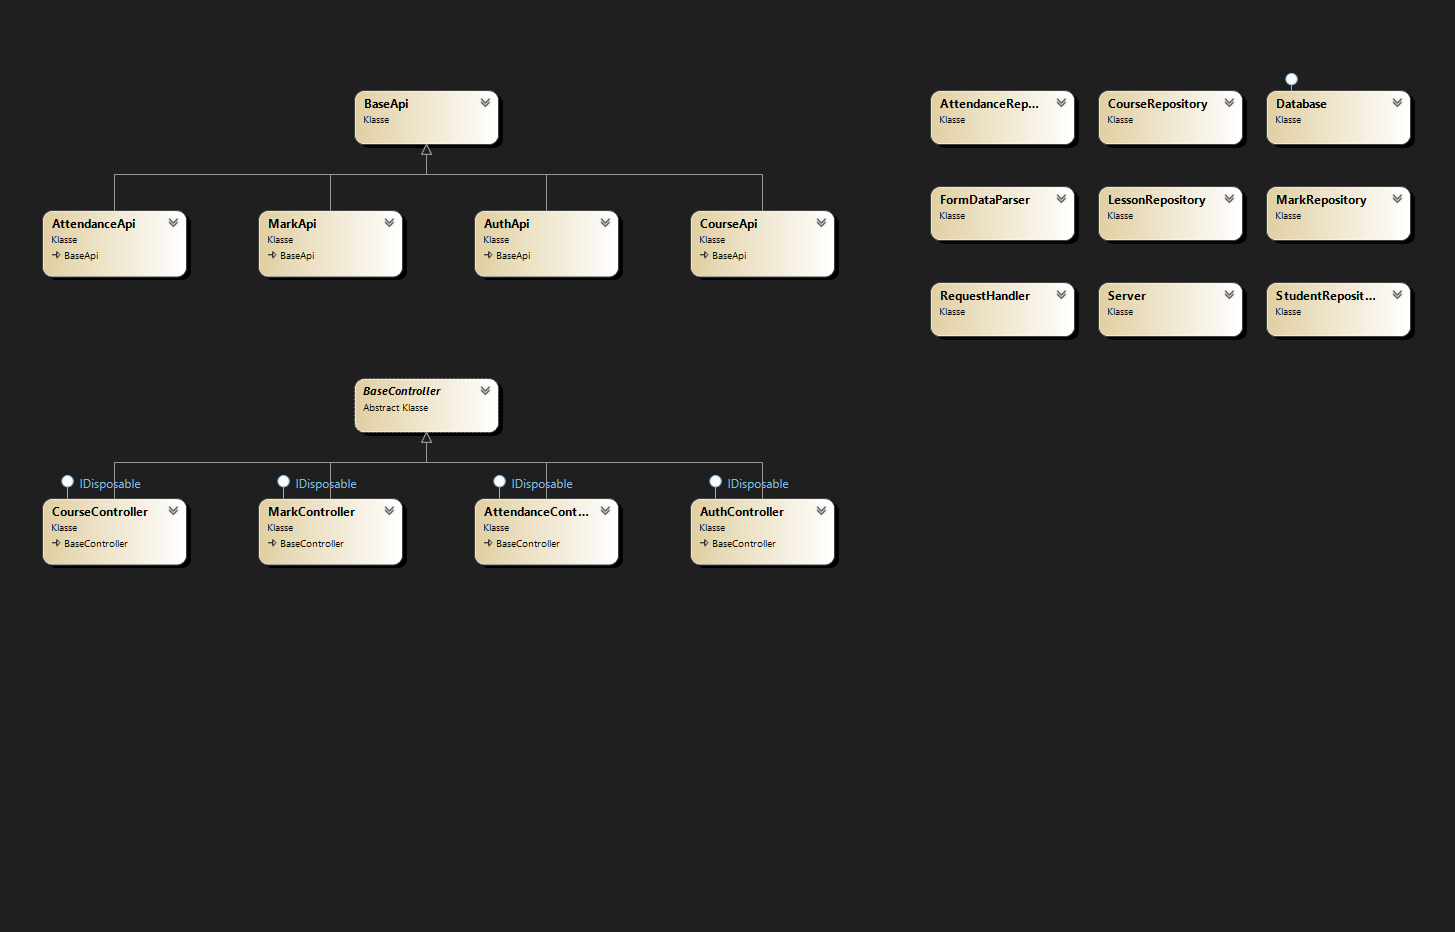 BaseApi
Klasse
AttendanceApi
Klasse
BaseApi
MarkApi
Klasse
BaseApi
AuthApi
Klasse
BaseApi
CourseApi
Klasse
BaseApi
BaseController
Abstract Klasse
IDisposable
CourseController
Klasse
BaseController
IDisposable
MarkController
Klasse
BaseController
IDisposable
AttendanceCont...
Klasse
BaseController
IDisposable
AuthController
Klasse
BaseController
AttendanceRep...
Klasse
CourseRepository
Klasse
Database
Klasse
FormDataParser
Klasse
LessonRepository
Klasse
MarkRepository
Klasse
RequestHandler
Klasse
Server
Klasse
StudentReposit...
Klasse